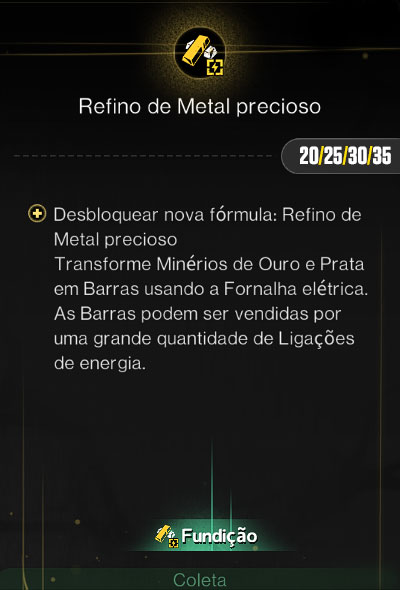 Refino de Metal precioso
20/25/30/35
Desbloquear nova fórmula: Refino de
Metal precioso
Transforme Minérios de Ouro e Prata
em Barras usando a Fornalha elétrica.
As Barras podem ser vendidas por
uma grande quantidade de Ligações
de energia.
Fundição
Coleta